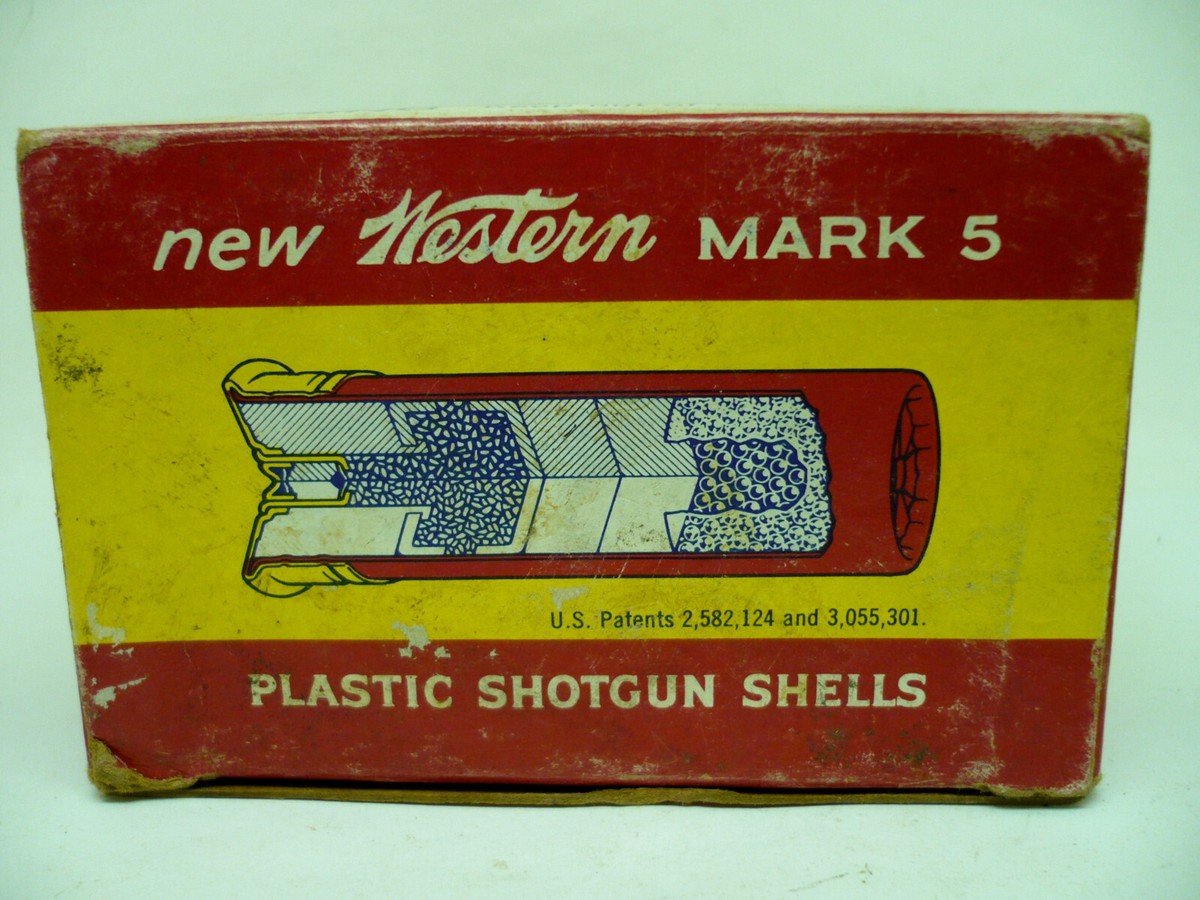 new Western MARK 5
U.S. Patents 2,582,124 and 3,055,301.
PLASTIC SHOTGUN SHELLS